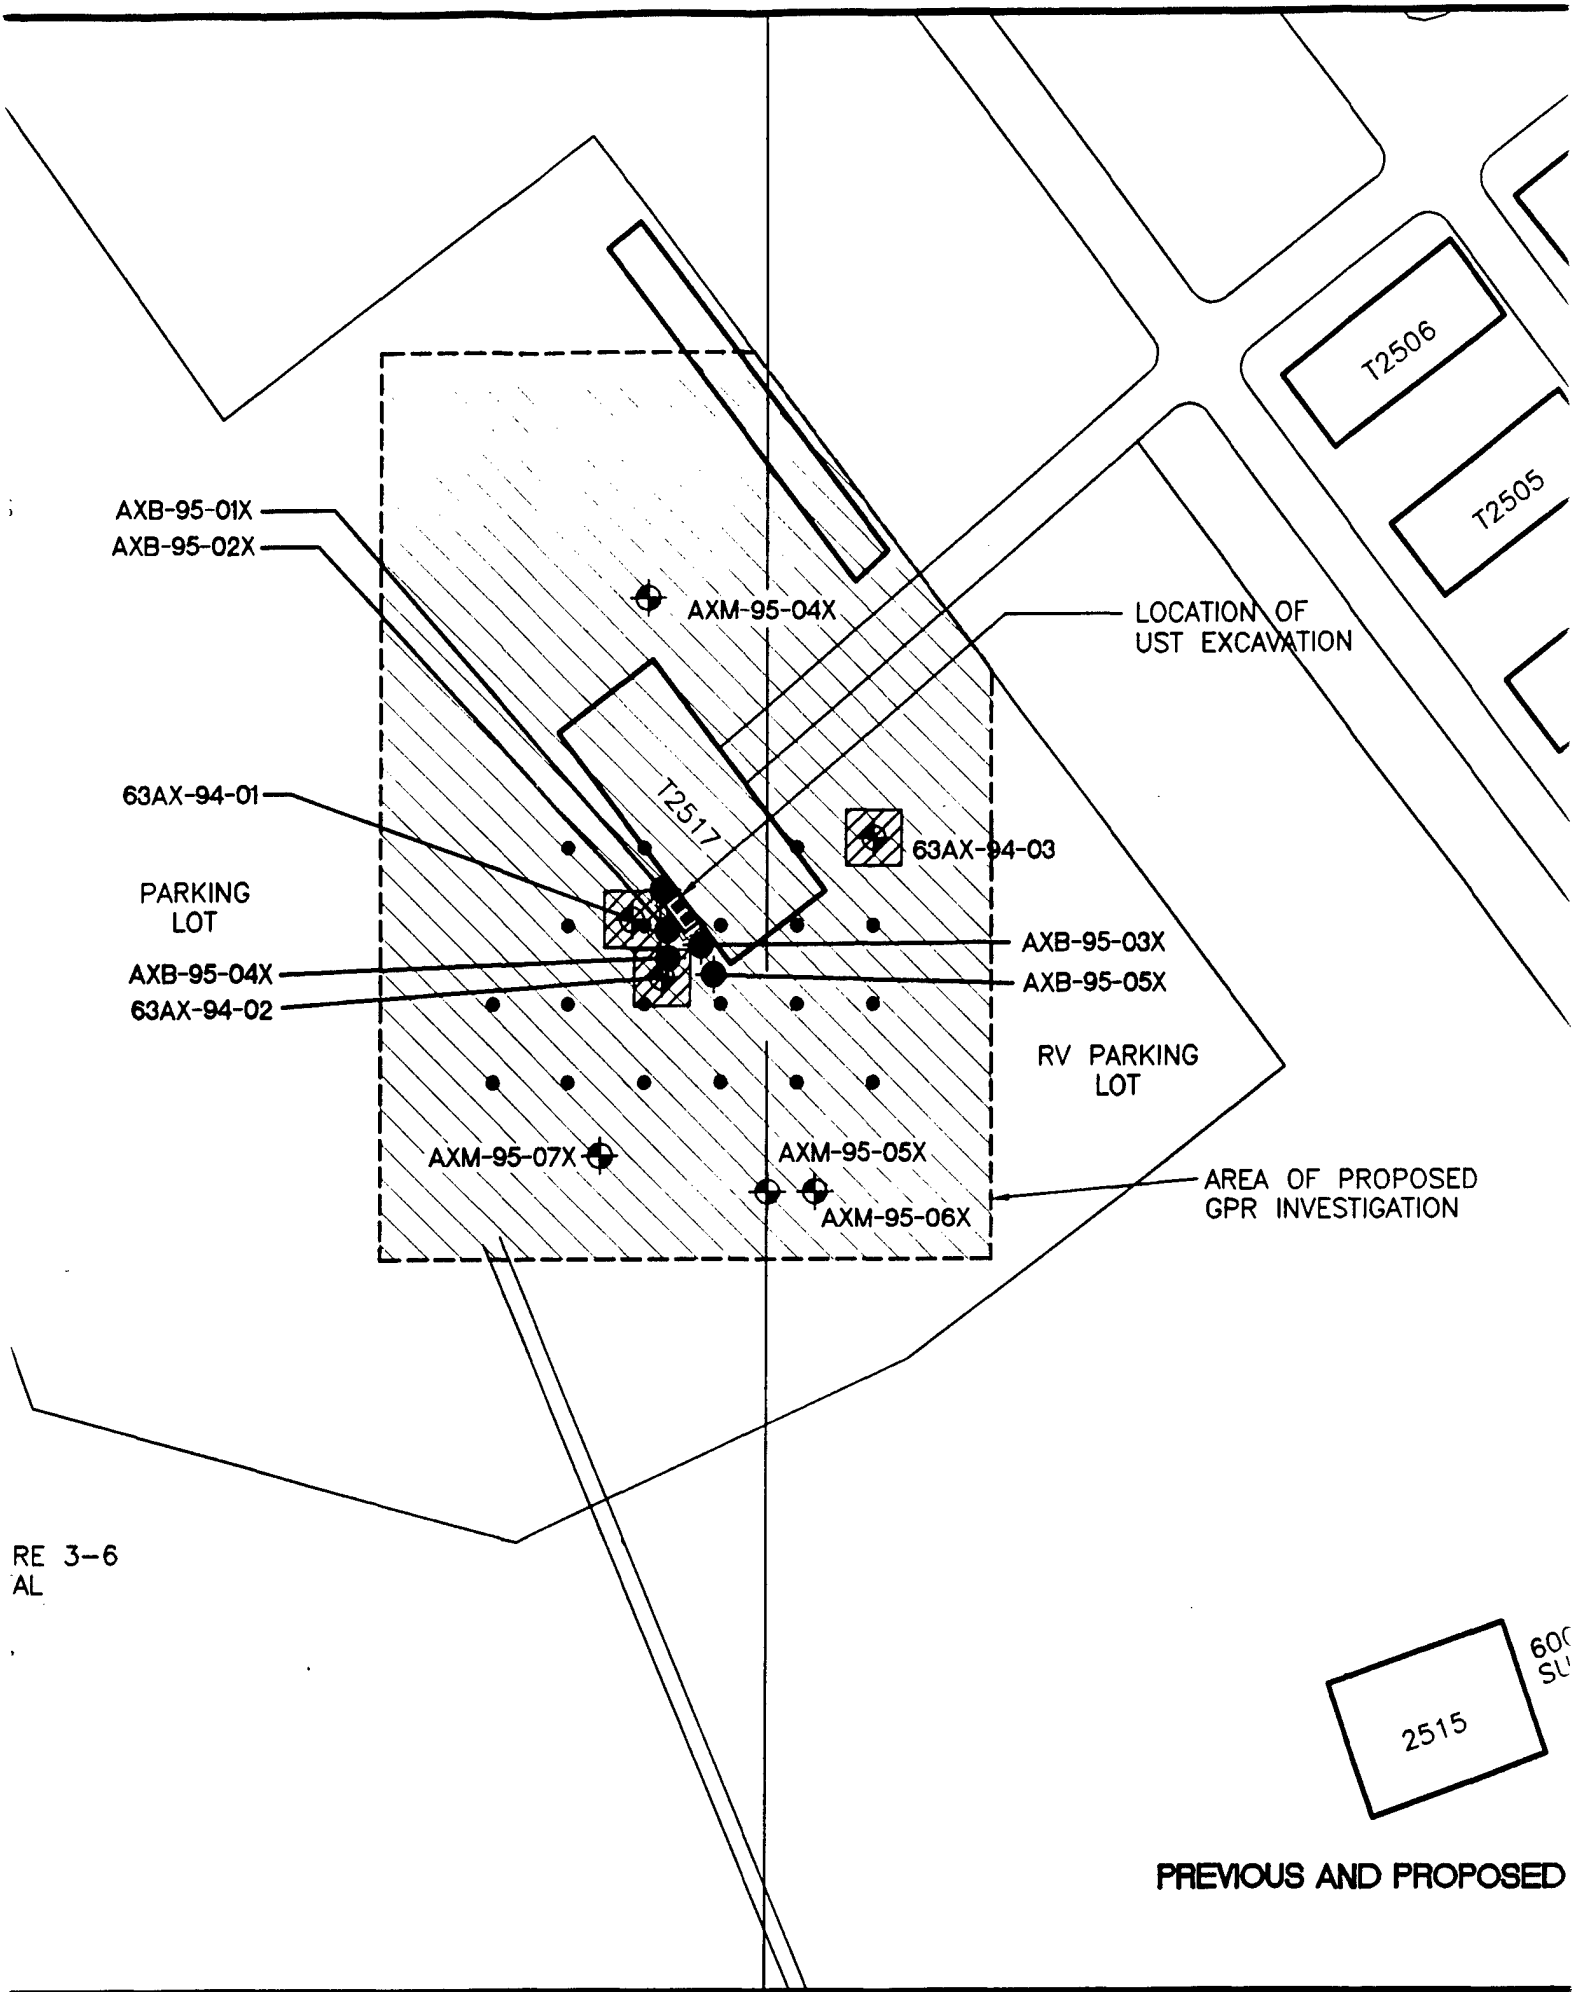 T2506
T2505
AXB-95-01X
AXB-95-02X
AXM-95-04X
LOCATION OF
UST EXCAVATION
63AX-94-01
T2517
63AX-94-03
PARKING
LOT
AXB-95-03X
AXB-95-04X
AXB-95-05X
63AX-94-02
RV PARKING
LOT
AXM-95-07X
AXM-95-05X
AXM-95-06X
AREA OF PROPOSED
GPR INVESTIGATION
RE 3-6
AL
2515
PREVIOUS AND PROPOSED